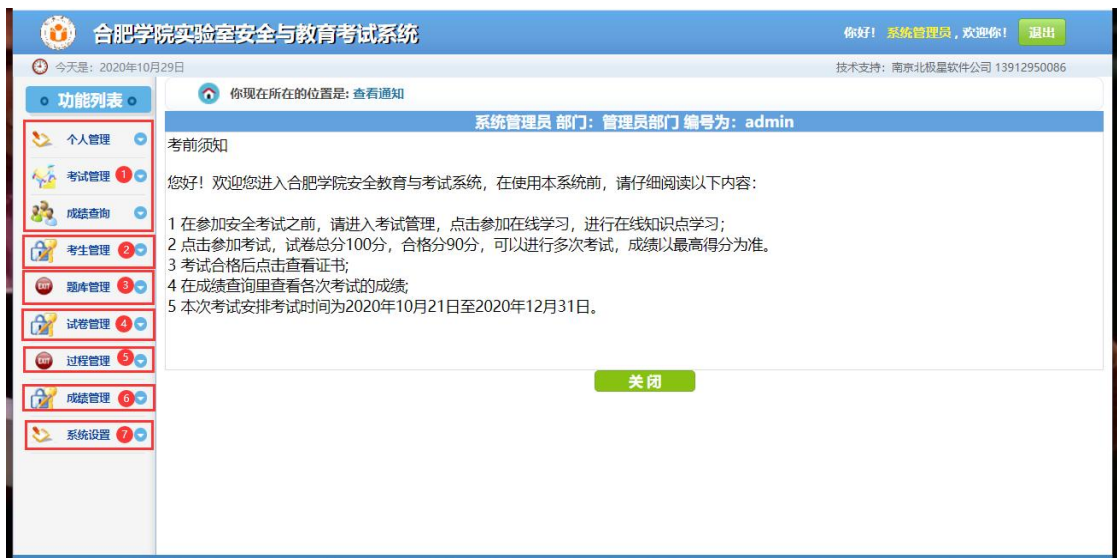 合肥学院实验室安全与教育考试系统
你好！ 系统管理员，欢迎你！ 退出
今天是：2020年10月29日
技术支持：南京北极星软件公司 13912950086
功能列表
你现在所在的位置是: 查看通知
系统管理员 部门：管理员部门 编号为：admin
个人管理
考试管理 1
成绩查询
考生管理 2
EXIT 题库管理 3
试卷管理 4
EXIT 过程管理 5
成绩管理 6
系统设置 7
考前须知
您好！欢迎您进入合肥学院安全教育与考试系统，在使用本系统前，请仔细阅读以下内容：
1 在参加安全考试之前，请进入考试管理，点击参加在线学习，进行在线知识点学习；
2 点击参加考试，试卷总分100分，合格分90分，可以进行多次考试，成绩以最高得分为准。
3 考试合格后点击查看证书;
4 在成绩查询里查看各次考试的成绩;
5 本次考试安排考试时间为2020年10月21日至2020年12月31日。
关 闭